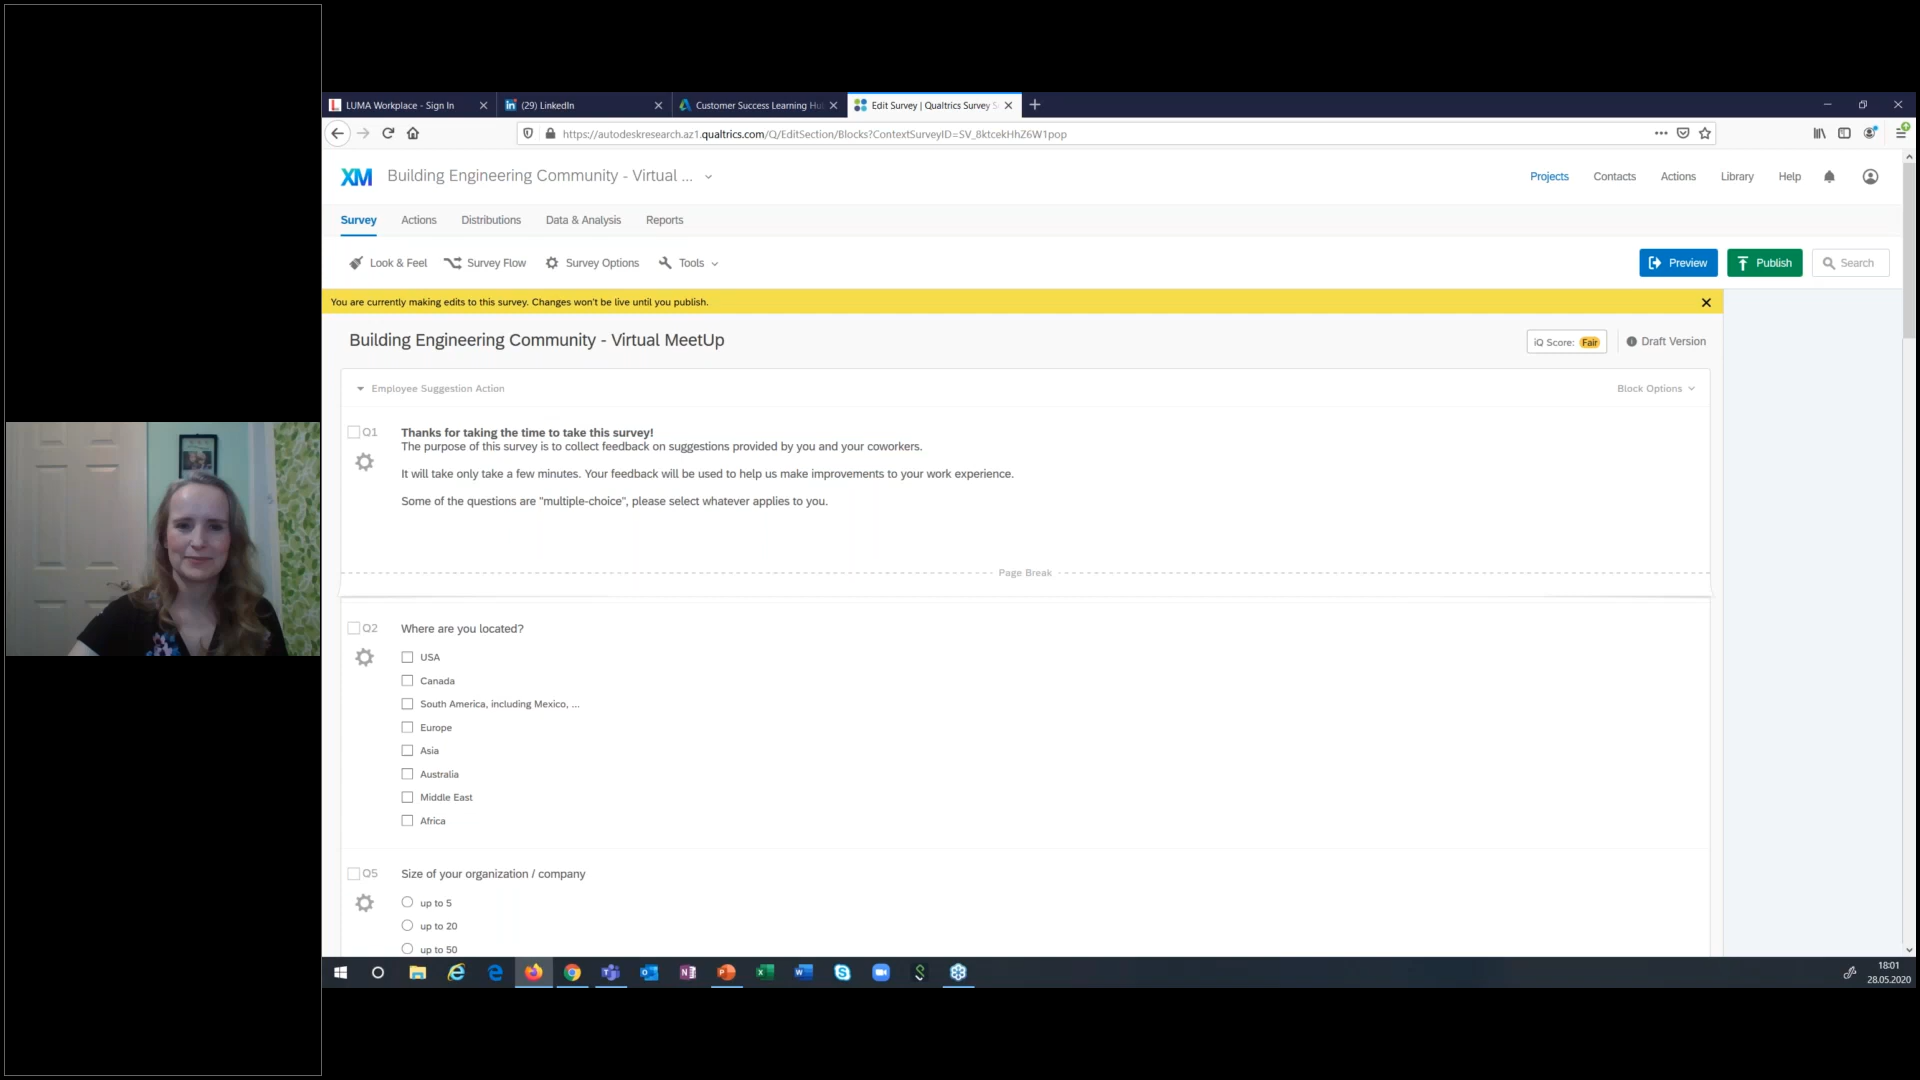 LUMA Workplace - Sign In
(29) LinkedIn
Customer Success Learning Hu
Edit Survey | Qualtrics Survey S
https://autodeskresearch.az1.qualtrics.com/Q/EditSection/Blocks?ContextSurveyID=SV_8ktcekHhZ6W1pop
XM Building Engineering Community - Virtual ...
Projects Contacts Actions Library Help
Survey Actions Distributions Data & Analysis Reports
Look & Feel Survey Flow Survey Options Tools
Preview Publish Search
You are currently making edits to this survey. Changes won't be live until you publish.
Building Engineering Community - Virtual MeetUp
iQ Score: Fair Draft Version
Employee Suggestion Action Block Options
Q1 Thanks for taking the time to take this survey!
The purpose of this survey is to collect feedback on suggestions provided by you and your coworkers.
It will take only take a few minutes. Your feedback will be used to help us make improvements to your work experience.
Some of the questions are "multiple-choice", please select whatever applies to you.
Page Break
Q2 Where are you located?
USA
Canada
South America, including Mexico, ...
Europe
Asia
Australia
Middle East
Africa
Q5 Size of your organization / company
up to 5
up to 20
up to 50
18:01
28.05.2020